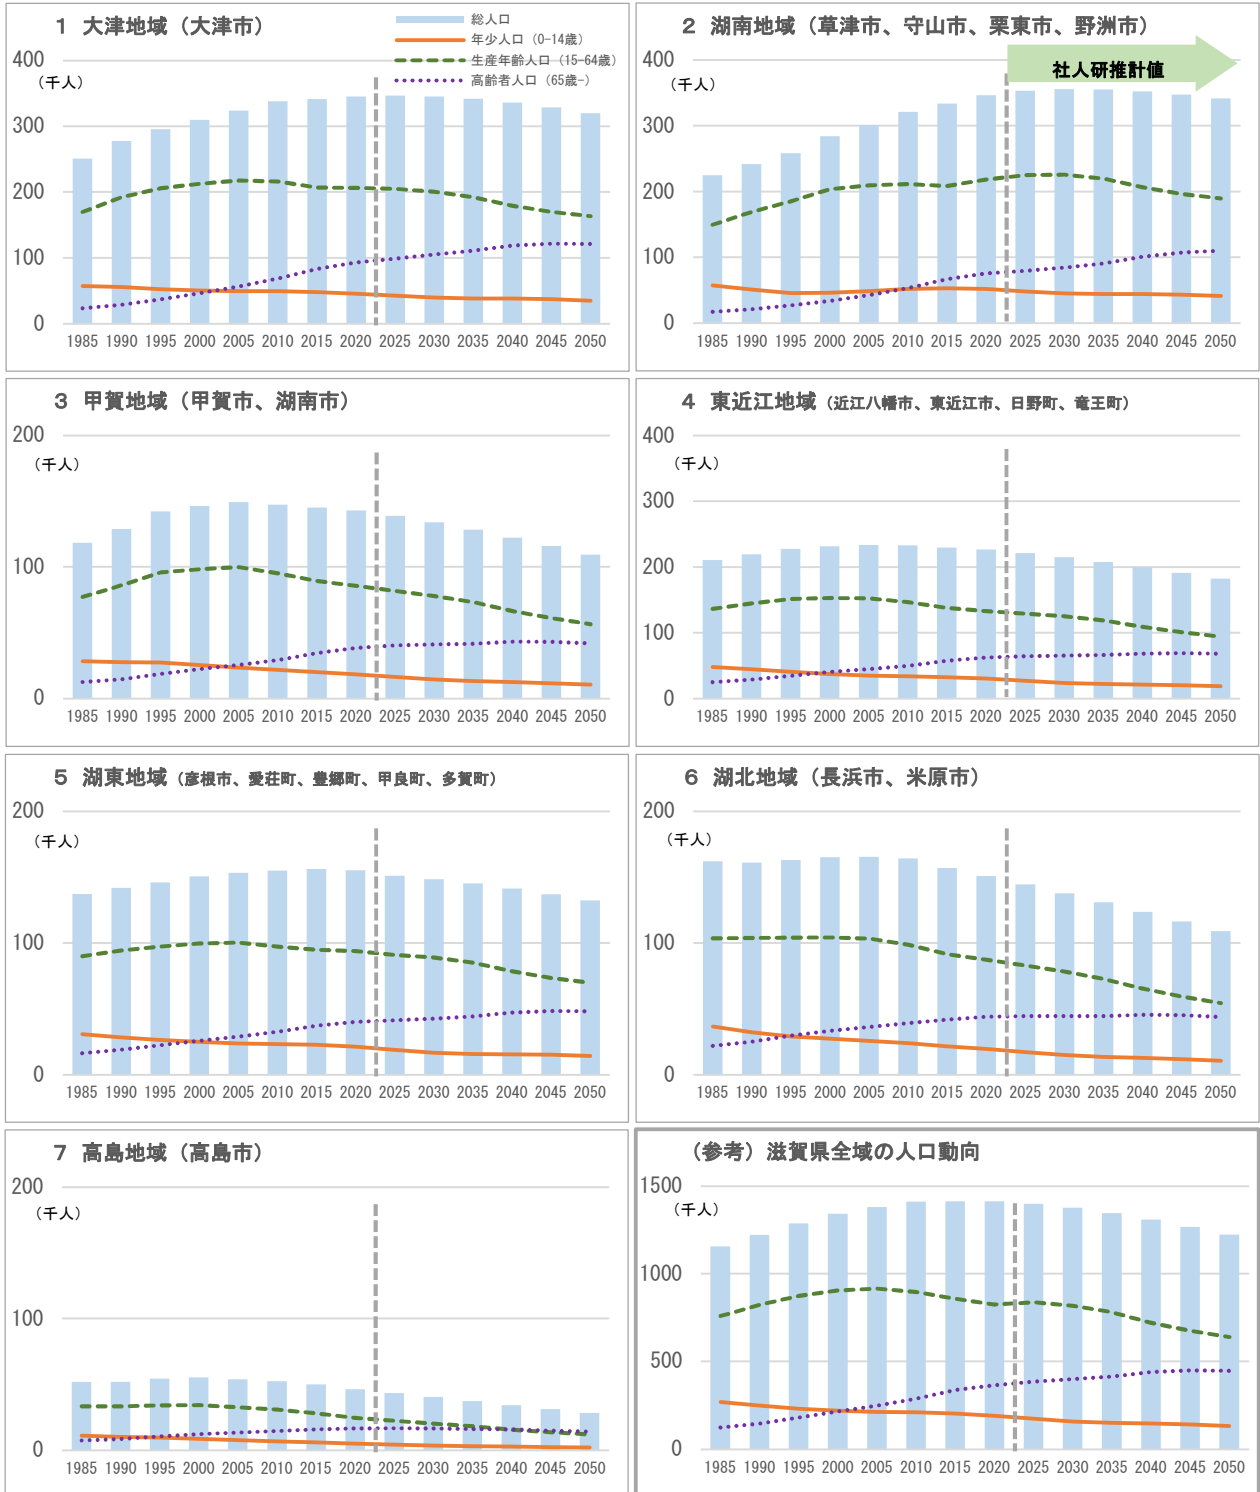 1 大津地域（大津市）
総人口
年少人口（0-14歳）
生産年齢人口（15-64歳）
高齢者人口（65歳-）
（千人）
400
300
200
100
0
1985 1990 1995 2000 2005 2010 2015 2020 2025 2030 2035 2040 2045 2050
2 湖南地域（草津市、守山市、栗東市、野洲市）
社人研推計値
（千人）
400
300
200
100
0
1985 1990 1995 2000 2005 2010 2015 2020 2025 2030 2035 2040 2045 2050
3 甲賀地域（甲賀市、湖南市）
200
（千人）
100
0
1985 1990 1995 2000 2005 2010 2015 2020 2025 2030 2035 2040 2045 2050
4 東近江地域（近江八幡市、東近江市、日野町、竜王町）
400
（千人）
300
200
100
0
1985 1990 1995 2000 2005 2010 2015 2020 2025 2030 2035 2040 2045 2050
5 湖東地域（彦根市、愛荘町、豊郷町、甲良町、多賀町）
200
（千人）
100
0
1985 1990 1995 2000 2005 2010 2015 2020 2025 2030 2035 2040 2045 2050
6 湖北地域（長浜市、米原市）
200
（千人）
100
0
1985 1990 1995 2000 2005 2010 2015 2020 2025 2030 2035 2040 2045 2050
7 高島地域（高島市）
200
（千人）
100
0
1985 1990 1995 2000 2005 2010 2015 2020 2025 2030 2035 2040 2045 2050
（参考）滋賀県全域の人口動向
1500
（千人）
1000
500
0
1985 1990 1995 2000 2005 2010 2015 2020 2025 2030 2035 2040 2045 2050